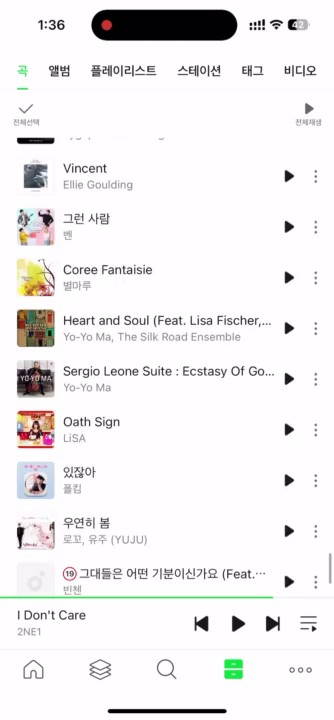 1:36
42
곡 앨범 플레이리스트 스테이션 태그 비디오
전체선택 전체재생
Vincent
Ellie Goulding
그런 사람
벤
Coree Fantaisie
별마루
Heart and Soul (Feat. Lisa Fischer,...
Yo-Yo Ma, The Silk Road Ensemble
YO-YO MA
Sergio Leone Suite : Ecstasy Of Go...
Yo-Yo Ma
Oath Sign
LiSA
있잖아
폴킴
우연히 봄
로꼬, 유주 (YUJU)
19 그대들은 어떤 기분이신가요 (Feat.⋯
빈첸
I Don't Care
2NE1